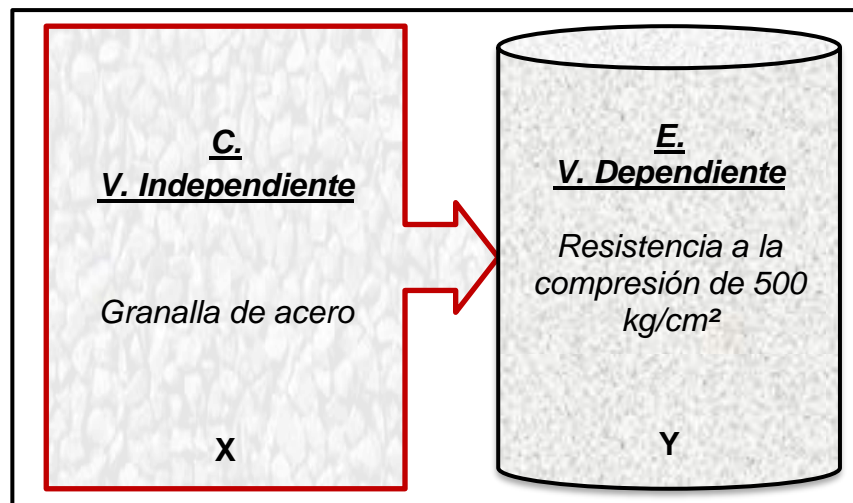 C.
V. Independiente
Granalla de acero
X
E.
V. Dependiente
Resistencia a la
compresión de 500
kg/cm²
Y